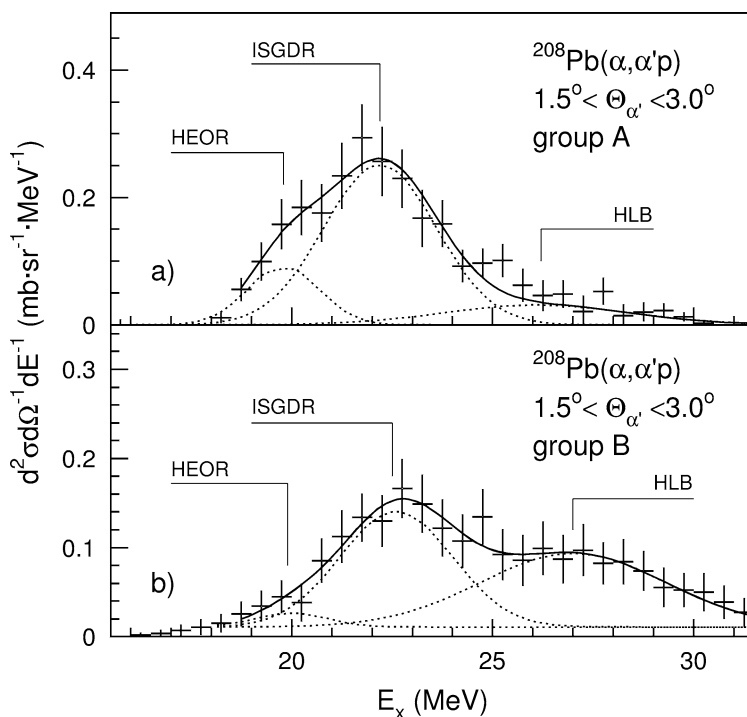 ISGDR
²⁰⁸Pb(α,α'p)
0.4
1.5°< Θα' <3.0°
HEOR
group A
0.2
HLB
a)
0
d²σdΩ⁻¹dE⁻¹ (mb·sr⁻¹·MeV⁻¹)
0.3
²⁰⁸Pb(α,α'p)
ISGDR
1.5°< Θα' <3.0°
HEOR
group B
0.2
HLB
0.1
b)
0
20 25 30
Eₓ (MeV)